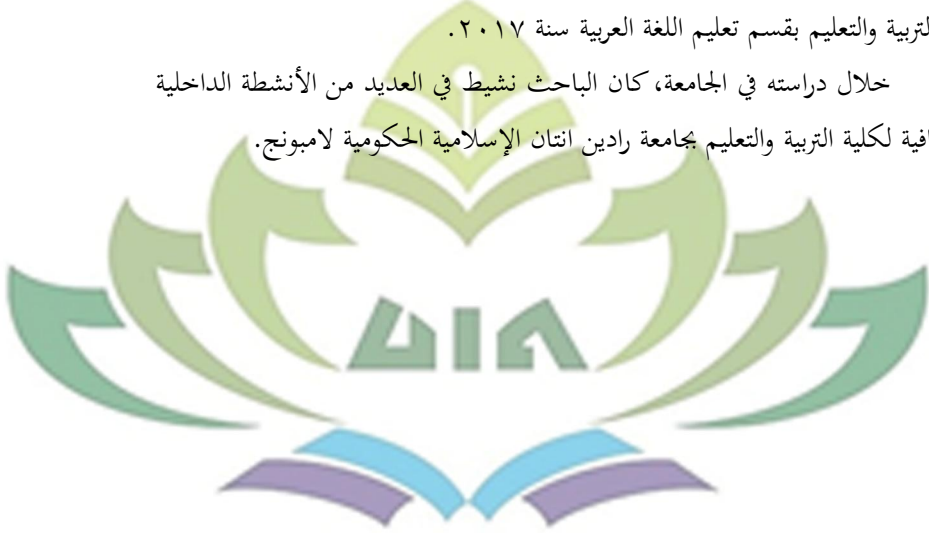 لتربية والتعليم بقسم تعليم اللغة العربية سنة ٢٠١٧.
خلال دراسته في الجامعة، كان الباحث نشيط في العديد من الأنشطة الداخلية
افية لكلية التربية والتعليم بجامعة رادين انتان الإسلامية الحكومية لامبونج.